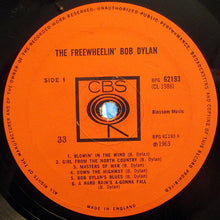 THE FREEWHEELIN' BOB DYLAN
SIDE 1
BPG 62193
(CL 1986)
CBS
Blossom Music
33
BPG 62193 A
℗ 1963
1. BLOWIN' IN THE WIND (B. Dylan)
2. GIRL FROM THE NORTH COUNTRY (B. Dylan)
3. MASTERS OF WAR (B. Dylan)
4. DOWN THE HIGHWAY (B. Dylan)
5. BOB DYLAN'S BLUES (B. Dylan)
6. A HARD RAIN'S A-GONNA FALL
(B. Dylan)
MADE IN ENGLAND